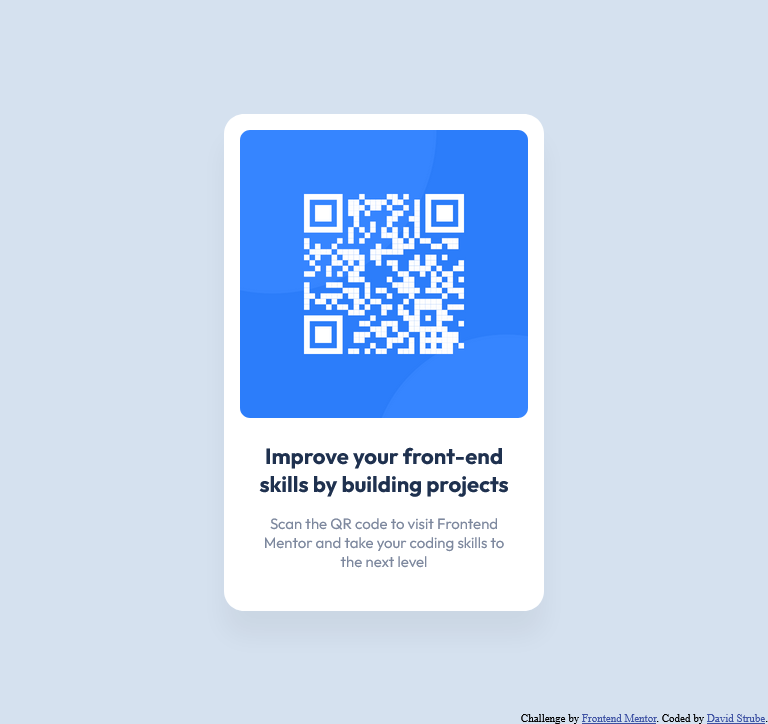 Improve your front-end
skills by building projects
Scan the QR code to visit Frontend
Mentor and take your coding skills to
the next level
Challenge by Frontend Mentor. Coded by David Strube.